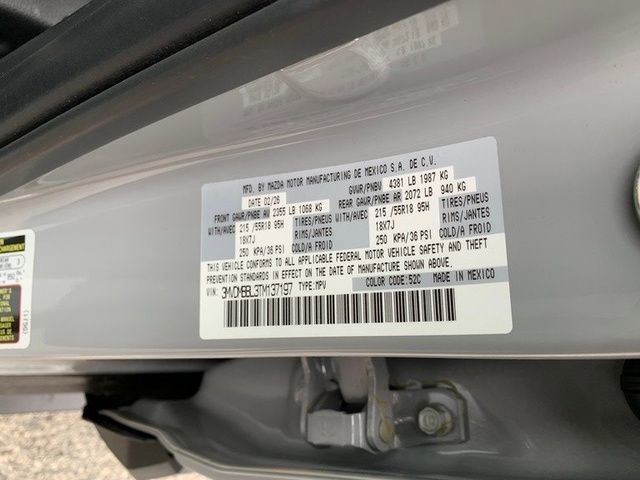 MFG. BY MAZDA MOTOR MANUFACTURING DE MEXICO S.A. DE C.V.
DATE 02/26 GVWR/PNBV 4381 LB 1987 KG
FRONT GAWR/PNBE AV 2355 LB 1068 KG REAR GAWR/PNBE AR 2072 LB 940 KG
WITH/AVEC 215 /55R18 95H TIRES/PNEUS WITH/AVEC 215 /55R18 95H TIRES/PNEUS
18X7J RIMS/JANTES 18X7J RIMS/JANTES
250 KPA/36 PSI COLD/A FROID 250 KPA/36 PSI COLD/A FROID
THIS VEHICLE CONFORMS TO ALL APPLICABLE FEDERAL MOTOR VEHICLE SAFETY AND THEFT
PREVENTION STANDARDS IN EFFECT ON THE DATE OF MANUFACTURE SHOWN ABOVE.
VIN: 3MVDMBBL3TM137197 TYPE:MPV COLOR CODE:52C MADE IN MEXICO